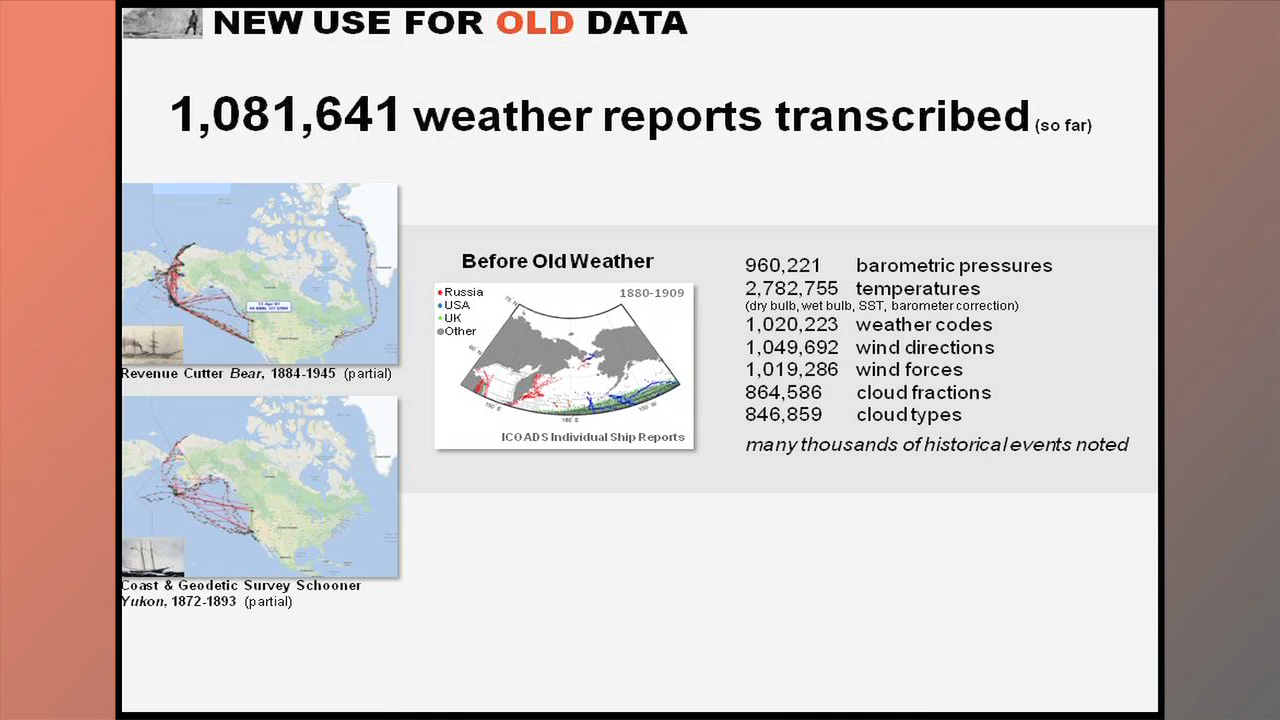 NEW USE FOR OLD DATA
1,081,641 weather reports transcribed (so far)
Revenue Cutter Bear, 1884-1945 (partial)
Coast & Geodetic Survey Schooner
Yukon, 1872-1893 (partial)
Before Old Weather
Russia
USA
UK
Other
1880-1909
150 E
180 E
150 W
ICOADS Individual Ship Reports
960,221 barometric pressures
2,782,755 temperatures
(dry bulb, wet bulb, SST, barometer correction)
1,020,223 weather codes
1,049,692 wind directions
1,019,286 wind forces
864,586 cloud fractions
846,859 cloud types
many thousands of historical events noted